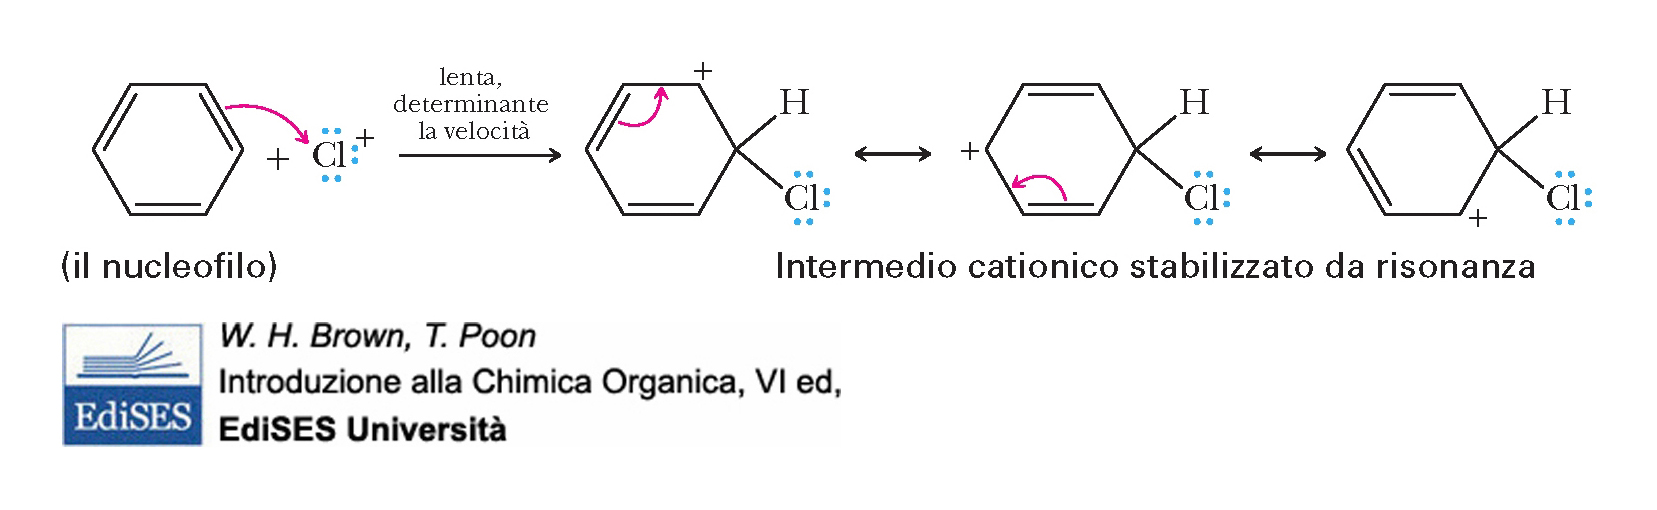 lenta,
determinante
la velocità
+ Cl +
+ H Cl
+ H Cl
H Cl +
(il nucleofilo)
Intermedio cationico stabilizzato da risonanza
EdiSES
W. H. Brown, T. Poon
Introduzione alla Chimica Organica, VI ed,
EdiSES Università